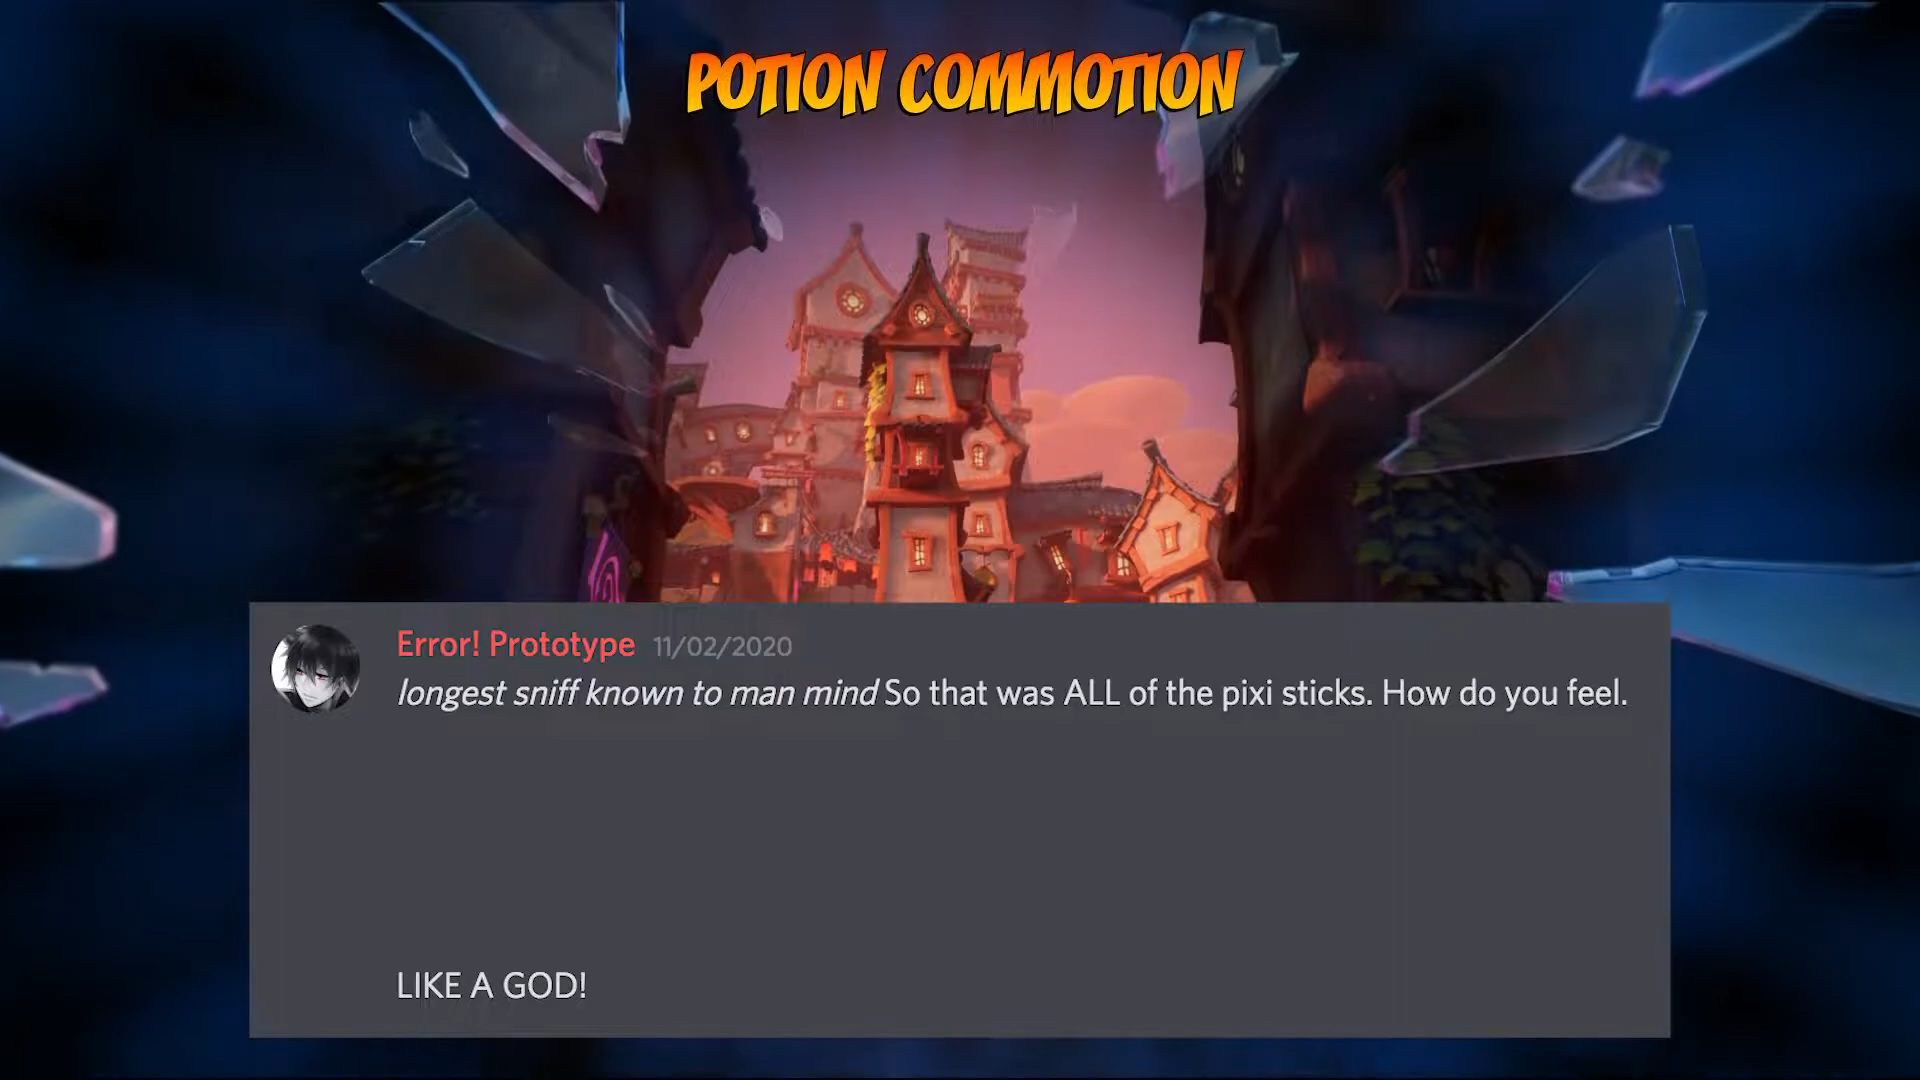 POTION COMMOTION
Error! Prototype 11/02/2020
longest sniff known to man mind So that was ALL of the pixi sticks. How do you feel.
LIKE A GOD!